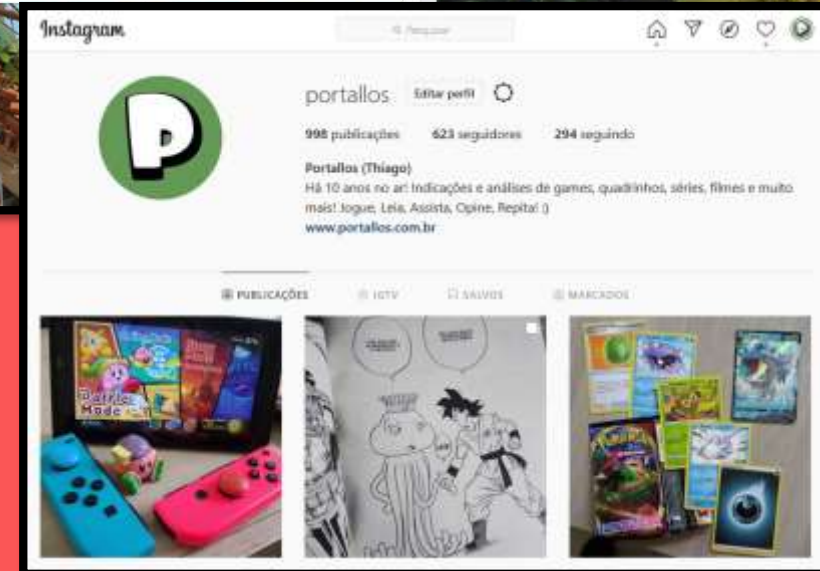 Instagram
Pesquisar
portallos Editar perfil
998 publicações 623 seguidores 294 seguindo
Portallos (Thiago)
Há 10 anos no ar! Indicações e análises de games, quadrinhos, séries, filmes e muito
mais! Jogue, Leia, Assista, Opine, Repita! :)
www.portallos.com.br
PUBLICAÇÕES IGTV SALVOS MARCADOS
P
Battle
Mode